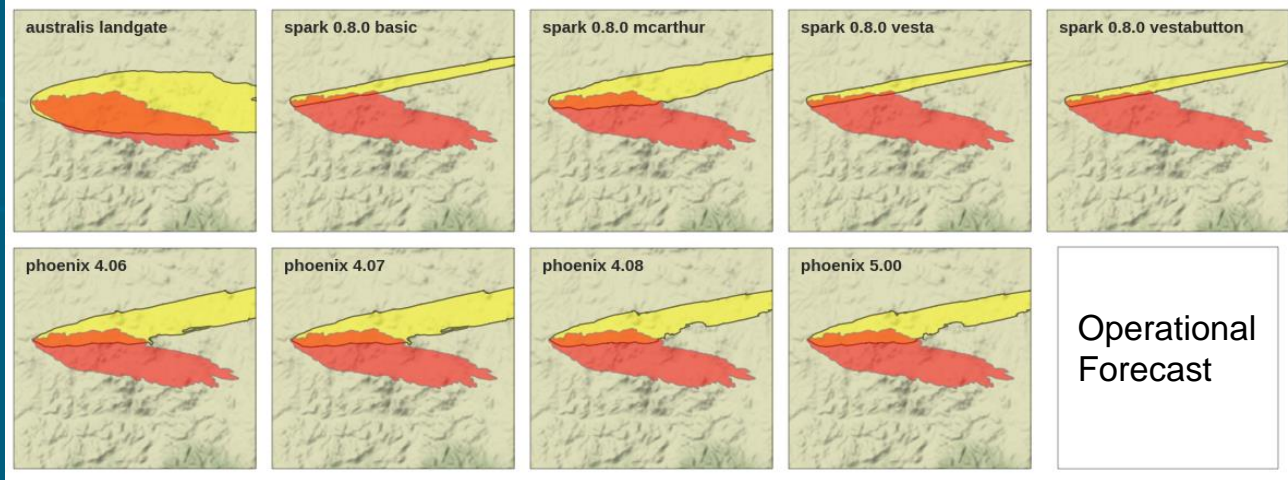 australis landgate
spark 0.8.0 basic
spark 0.8.0 mcarthur
spark 0.8.0 vesta
spark 0.8.0 vestabutton
phoenix 4.06
phoenix 4.07
phoenix 4.08
phoenix 5.00
Operational
Forecast